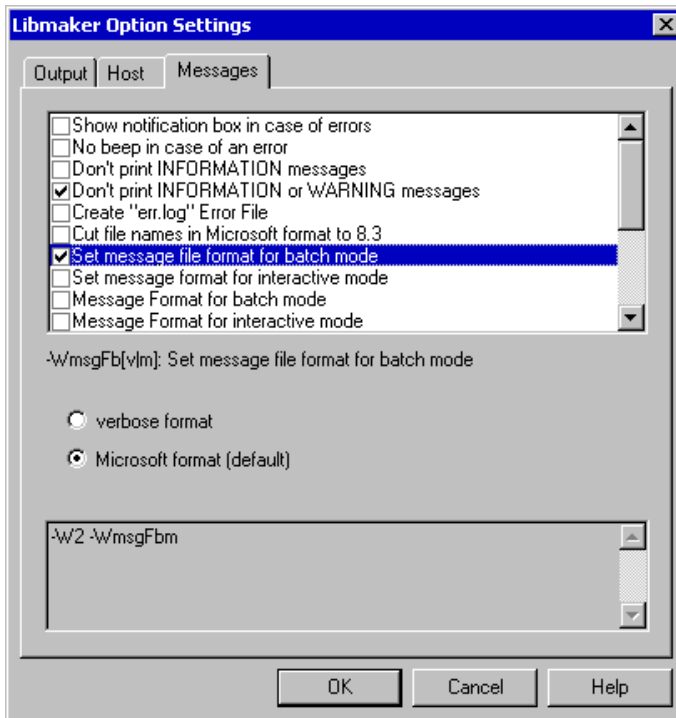 Libmaker Option Settings
Output Host Messages
Show notification box in case of errors
No beep in case of an error
Don't print INFORMATION messages
Don't print INFORMATION or WARNING messages
Create "err.log" Error File
Cut file names in Microsoft format to 8.3
Set message file format for batch mode
Set message format for interactive mode
Message Format for batch mode
Message Format for interactive mode
-WmsgFb[v|m]: Set message file format for batch mode
verbose format
Microsoft format (default)
-W2 -WmsgFbm
OK Cancel Help